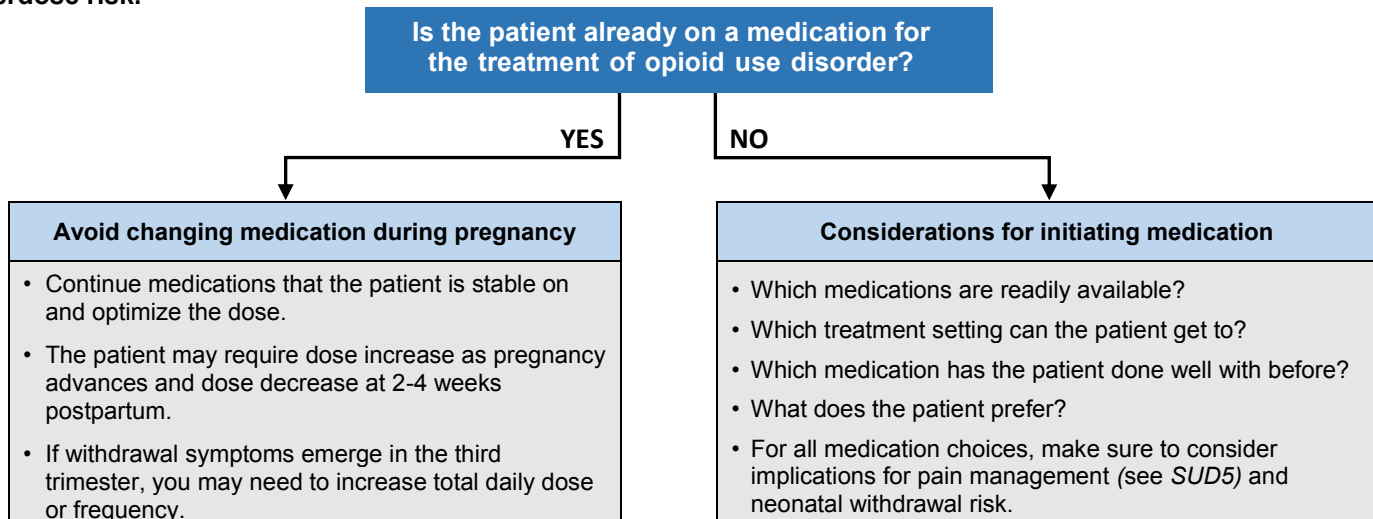 Is the patient already on a medication for
the treatment of opioid use disorder?
YES
NO
Avoid changing medication during pregnancy
• Continue medications that the patient is stable on
and optimize the dose.
• The patient may require dose increase as pregnancy
advances and dose decrease at 2-4 weeks
postpartum.
• If withdrawal symptoms emerge in the third
trimester, you may need to increase total daily dose
or frequency.
Considerations for initiating medication
• Which medications are readily available?
• Which treatment setting can the patient get to?
• Which medication has the patient done well with before?
• What does the patient prefer?
• For all medication choices, make sure to consider
implications for pain management (see SUD5) and
neonatal withdrawal risk.